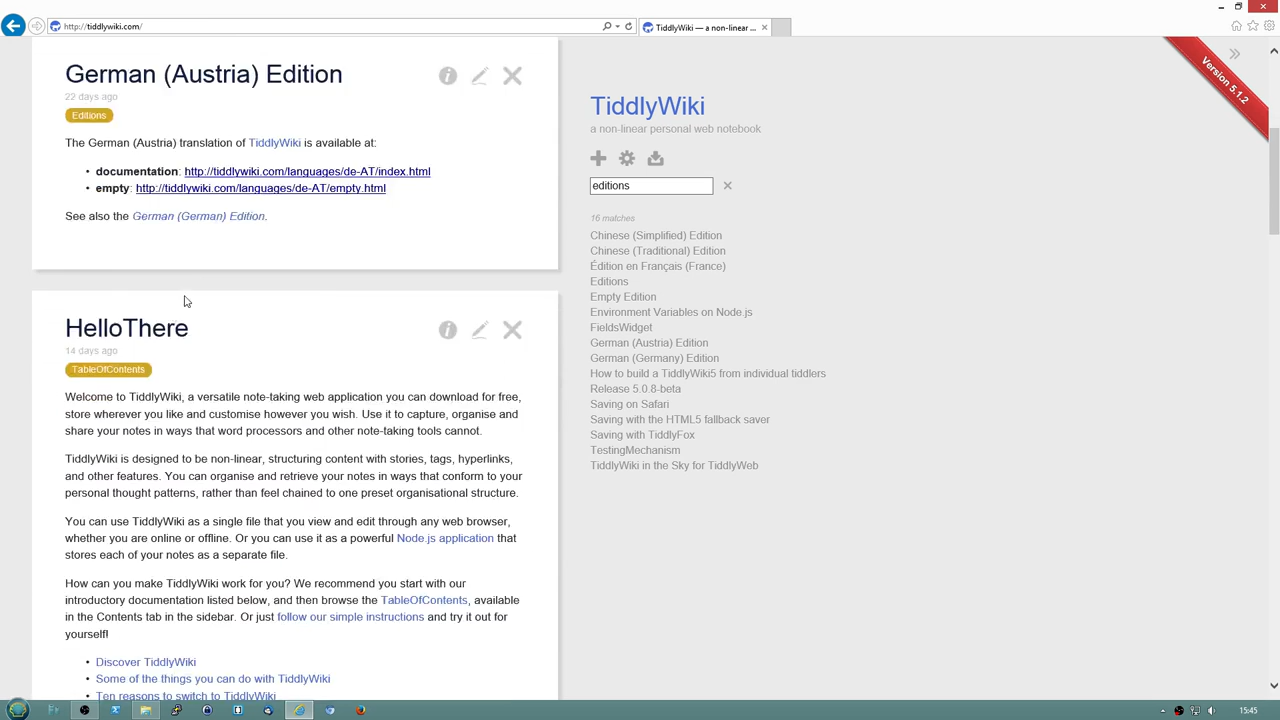 http://tiddlywiki.com/
TiddlyWiki — a non-linear ...
German (Austria) Edition
22 days ago
Editions
The German (Austria) translation of TiddlyWiki is available at:
• documentation: http://tiddlywiki.com/languages/de-AT/index.html
• empty: http://tiddlywiki.com/languages/de-AT/empty.html
See also the German (German) Edition.
HelloThere
14 days ago
TableOfContents
Welcome to TiddlyWiki, a versatile note-taking web application you can download for free,
store wherever you like and customise however you wish. Use it to capture, organise and
share your notes in ways that word processors and other note-taking tools cannot.
TiddlyWiki is designed to be non-linear, structuring content with stories, tags, hyperlinks,
and other features. You can organise and retrieve your notes in ways that conform to your
personal thought patterns, rather than feel chained to one preset organisational structure.
You can use TiddlyWiki as a single file that you view and edit through any web browser,
whether you are online or offline. Or you can use it as a powerful Node.js application that
stores each of your notes as a separate file.
How can you make TiddlyWiki work for you? We recommend you start with our
introductory documentation listed below, and then browse the TableOfContents, available
in the Contents tab in the sidebar. Or just follow our simple instructions and try it out for
yourself!
• Discover TiddlyWiki
• Some of the things you can do with TiddlyWiki
• Ten reasons to switch to TiddlyWiki
Version 5.1.2
TiddlyWiki
a non-linear personal web notebook
editions
16 matches
Chinese (Simplified) Edition
Chinese (Traditional) Edition
Édition en Français (France)
Editions
Empty Edition
Environment Variables on Node.js
FieldsWidget
German (Austria) Edition
German (Germany) Edition
How to build a TiddlyWiki5 from individual tiddlers
Release 5.0.8-beta
Saving on Safari
Saving with the HTML5 fallback saver
Saving with TiddlyFox
TestingMechanism
TiddlyWiki in the Sky for TiddlyWeb
15:45